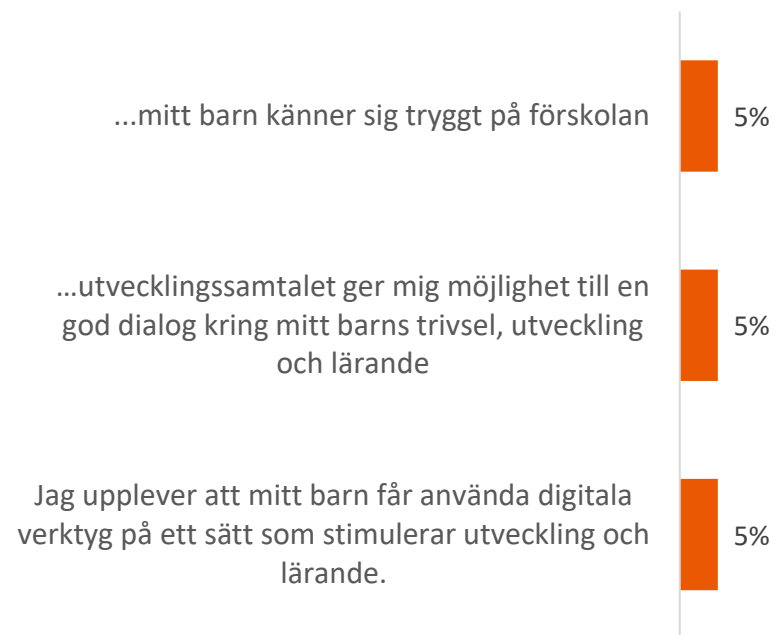 ...mitt barn känner sig tryggt på förskolan
5%
...utvecklingssamtalet ger mig möjlighet till en
god dialog kring mitt barns trivsel, utveckling
och lärande
5%
Jag upplever att mitt barn får använda digitala
verktyg på ett sätt som stimulerar utveckling och
lärande.
5%